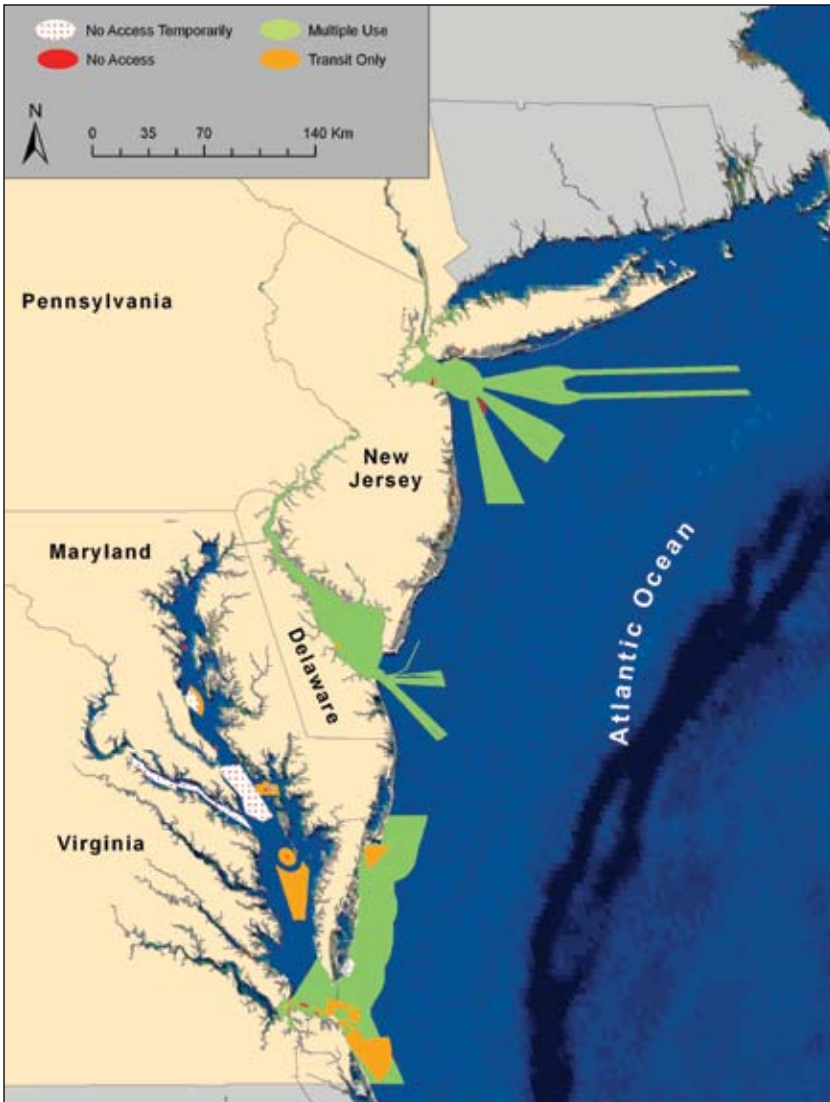 No Access Temporarily
Multiple Use
No Access
Transit Only
N
0 35 70 140 Km
Pennsylvania
New
Jersey
Maryland
Delaware
Atlantic Ocean
Virginia